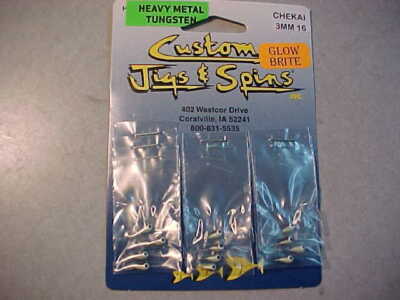 HEAVY METAL
TUNGSTEN
CHEKAI
3MM 16
GLOW
BRITE
Custom
Jigs & Spins
INC.
402 Westcor Drive
Coralville, IA 52241
800-831-5535